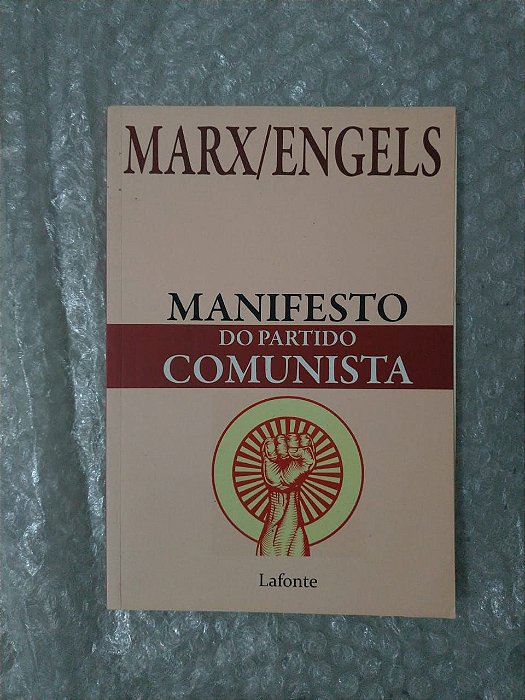 MARX/ENGELS
MANIFESTO
DO PARTIDO
COMUNISTA
Lafonte